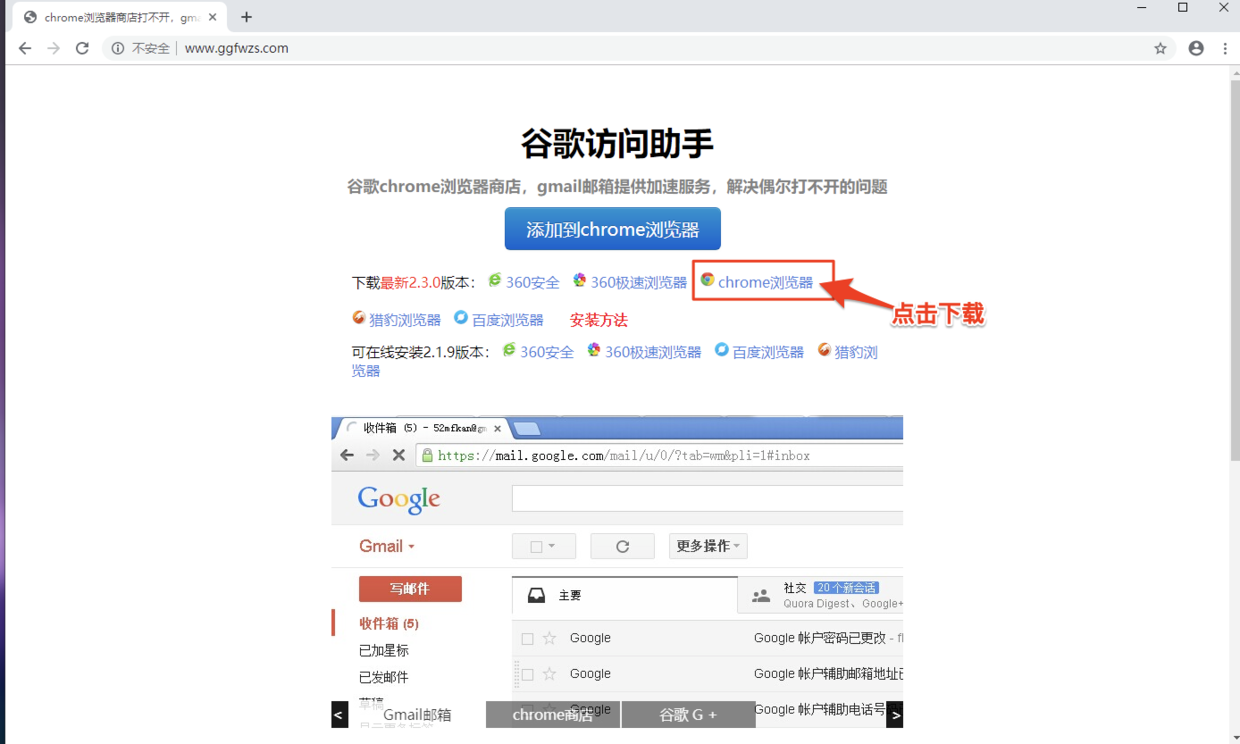 chrome浏览器商店打不开，gma
不安全 www.ggfwzs.com
谷歌访问助手
谷歌chrome浏览器商店，gmail邮箱提供加速服务，解决偶尔打不开的问题
添加到chrome浏览器
下载最新2.3.0版本： 360安全 360极速浏览器 chrome浏览器
点击下载
猎豹浏览器 百度浏览器 安装方法
可在线安装2.1.9版本： 360安全 360极速浏览器 百度浏览器 猎豹浏
览器
收件箱 (5) - 52mfkan@gm
https://mail.google.com/mail/u/0/?tab=wm&pli=1#inbox
Google
Gmail
更多操作
写邮件
主要
社交 20 个新会话
Quora Digest、Google+
收件箱 (5)
Google Google 帐户密码已更改 - fl
已加星标
已发邮件
Google Google 帐户辅助邮箱地址已
草稿
Google Google 帐户辅助电话号
< Gmail邮箱 chrome商店 谷歌 G + >